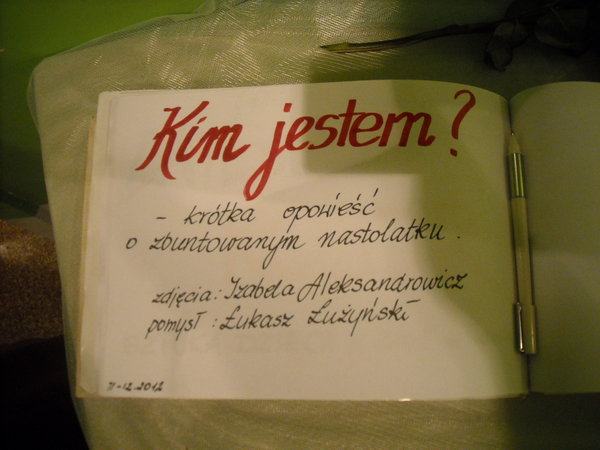 Kim jestem?
- krótka opowieść
o zbuntowanym nastolatku.
zdjęcia: Izabela Aleksandrowicz
pomysł: Łukasz Łużyński